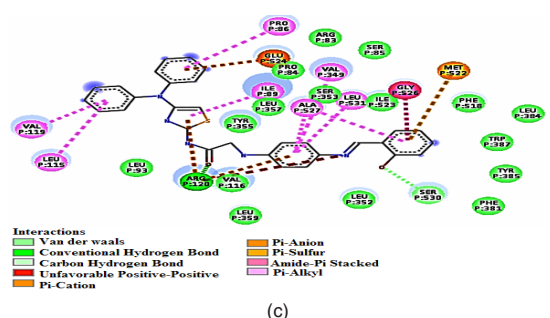 PRO P:86
ARG P:83
SER P:85
GLU P:524
PRO P:84
VAL P:349
MET P:522
ILE P:89
SER P:353
GLY P:526
LEU P:357
ALA P:527
LEU P:531
ILE P:523
PHE P:518
LEU P:384
TYR P:355
VAL P:119
TRP P:387
LEU P:115
LEU P:93
ARG P:120
VAL P:116
TYR P:385
LEU P:352
SER P:530
PHE P:381
LEU P:359
N
S
N
N
O
N
N
Interactions
Van der waals
Conventional Hydrogen Bond
Carbon Hydrogen Bond
Unfavorable Positive-Positive
Pi-Cation
Pi-Anion
Pi-Sulfur
Amide-Pi Stacked
Pi-Alkyl
(c)